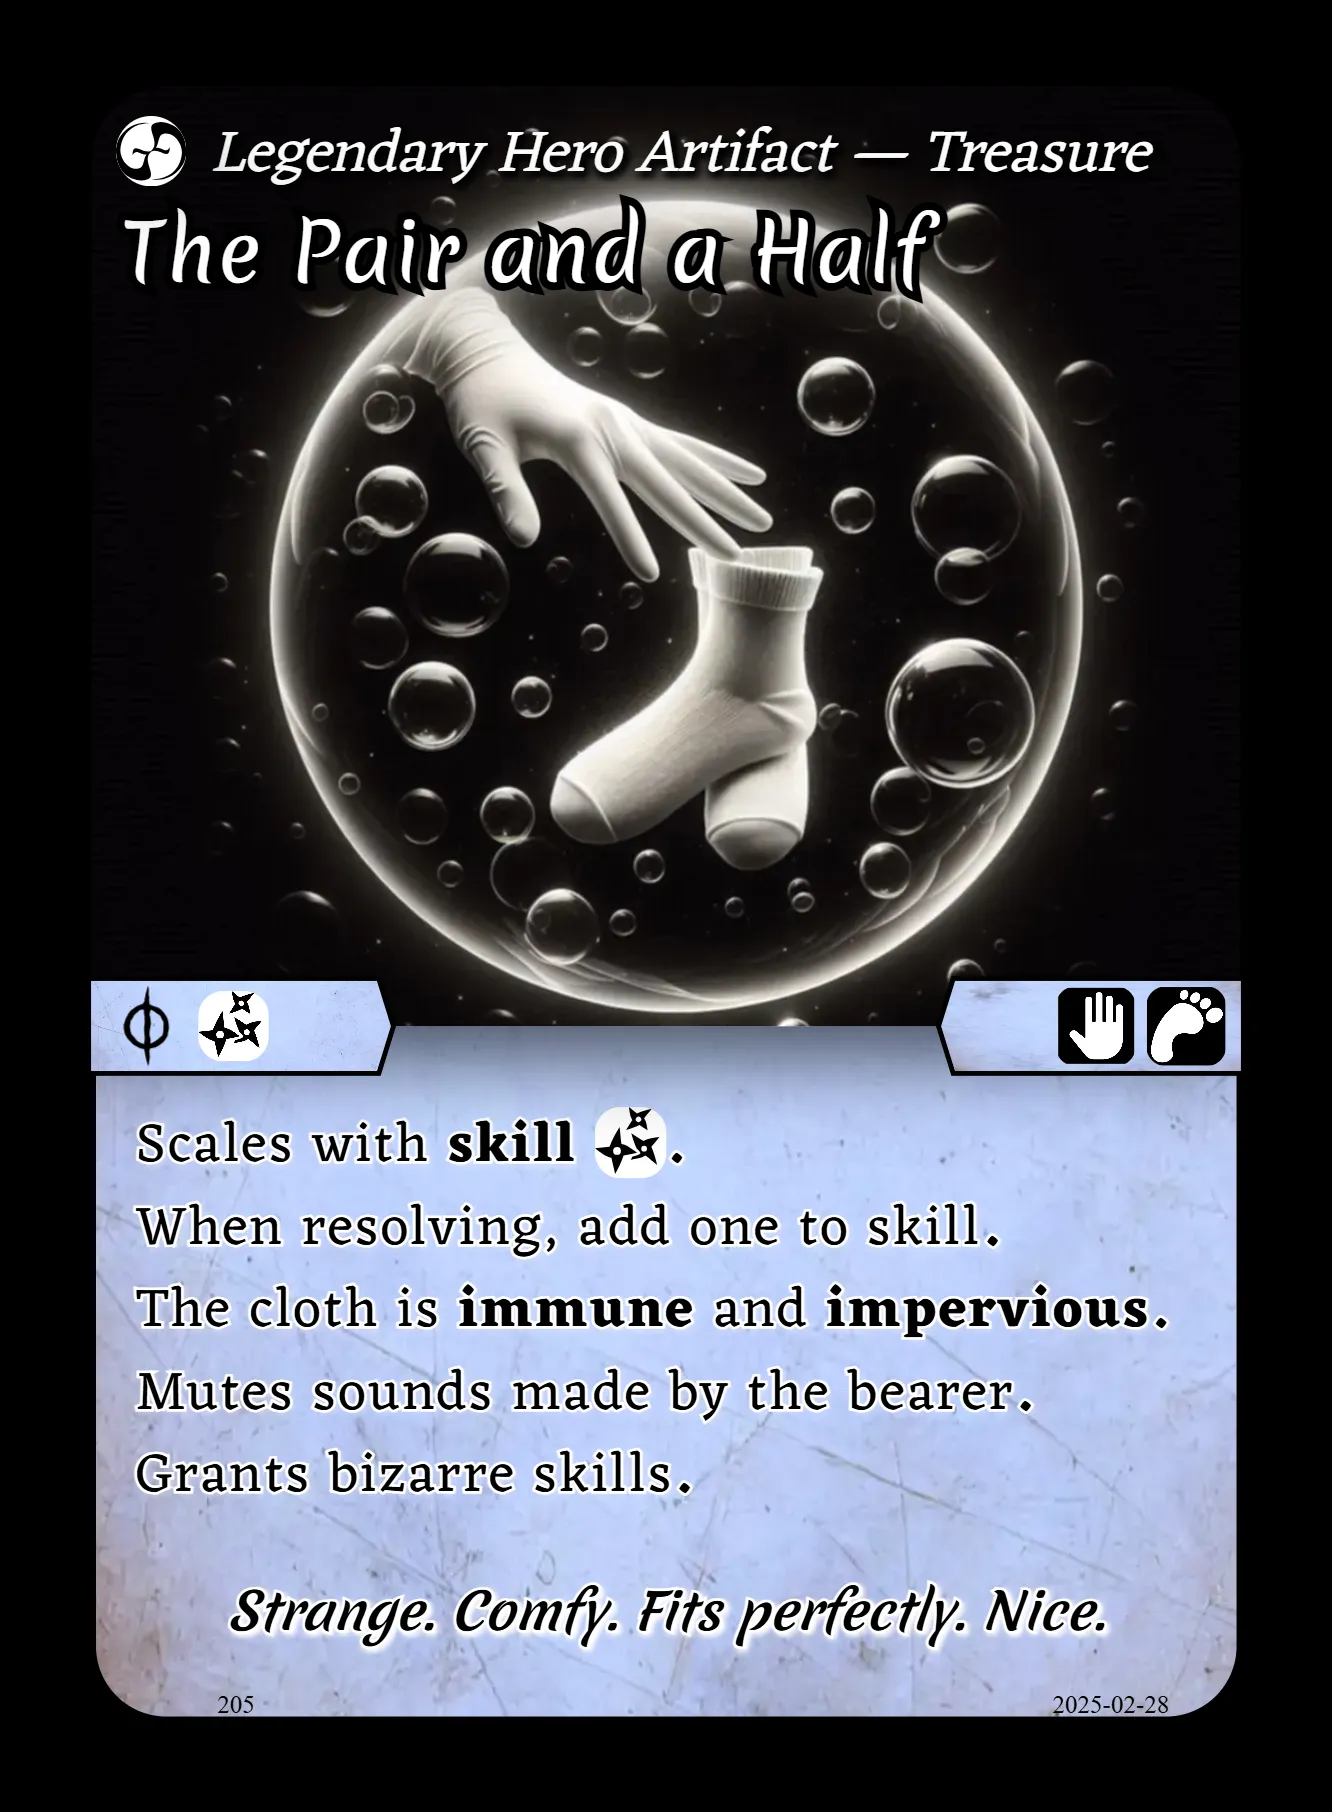 Legendary Hero Artifact — Treasure
The Pair and a Half
Scales with skill.
When resolving, add one to skill.
The cloth is immune and impervious.
Mutes sounds made by the bearer.
Grants bizarre skills.
Strange. Comfy. Fits perfectly. Nice.
205
2025-02-28